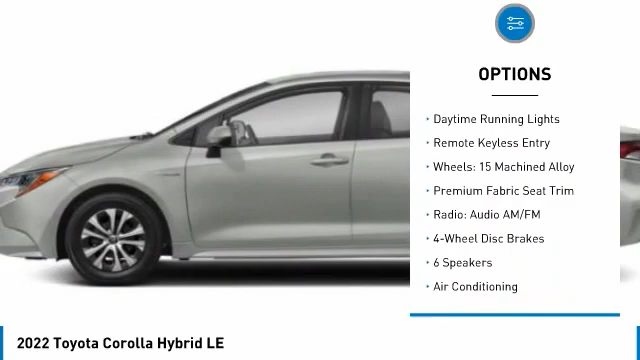 OPTIONS
• Daytime Running Lights
• Remote Keyless Entry
• Wheels: 15 Machined Alloy
• Premium Fabric Seat Trim
• Radio: Audio AM/FM
• 4-Wheel Disc Brakes
• 6 Speakers
• Air Conditioning
2022 Toyota Corolla Hybrid LE